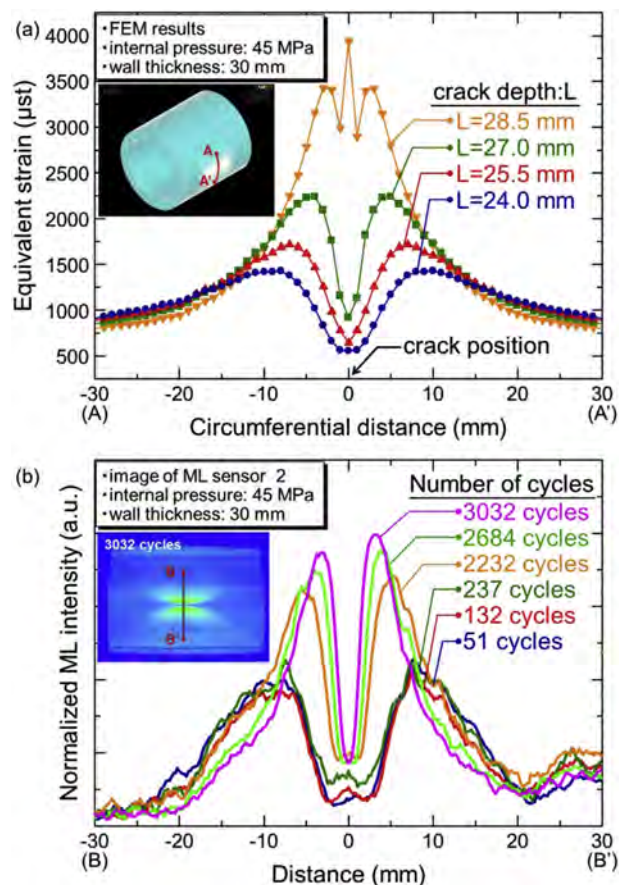 (a)
•FEM results
•internal pressure: 45 MPa
•wall thickness: 30 mm
A
A'
crack depth:L
L=28.5 mm
L=27.0 mm
L=25.5 mm
L=24.0 mm
crack position
Equivalent strain (μst)
4000
3500
3000
2500
2250
1500
1000
500
-30 -20 -10 0 10 20 30
(A) (A')
Circumferential distance (mm)
(b)
•image of ML sensor 2
•internal pressure: 45 MPa
•wall thickness: 30 mm
3032 cycles
B
B'
Number of cycles
3032 cycles
2684 cycles
2232 cycles
237 cycles
132 cycles
51 cycles
Normalized ML intensity (a.u.)
-30 -20 -10 0 10 20 30
(B) (B')
Distance (mm)